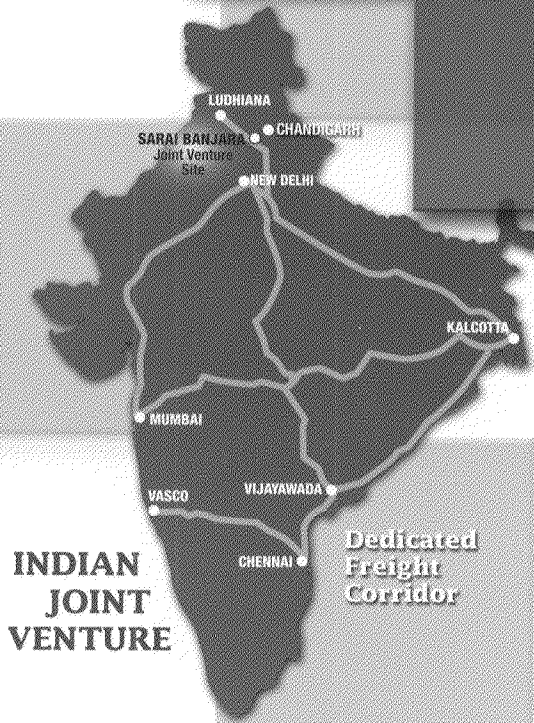 LUDHIANA
CHANDIGARH
SARAI BANJARA
Joint Venture
Site
NEW DELHI
KALCOTTA
MUMBAI
VIJAYAWADA
VASCO
CHENNAI
Dedicated
Freight
Corridor
INDIAN
JOINT
VENTURE